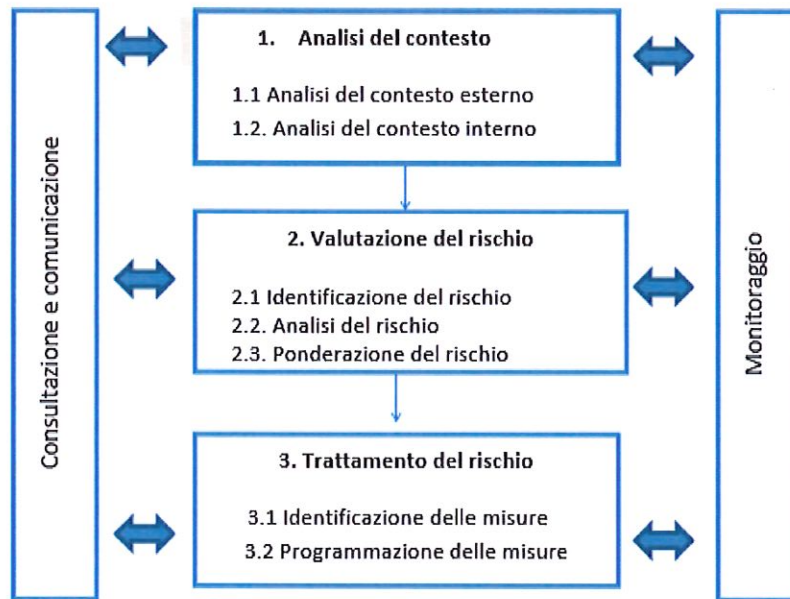 Consultazione e comunicazione
1. Analisi del contesto
1.1 Analisi del contesto esterno
1.2. Analisi del contesto interno
2. Valutazione del rischio
2.1 Identificazione del rischio
2.2. Analisi del rischio
2.3. Ponderazione del rischio
3. Trattamento del rischio
3.1 Identificazione delle misure
3.2 Programmazione delle misure
Monitoraggio